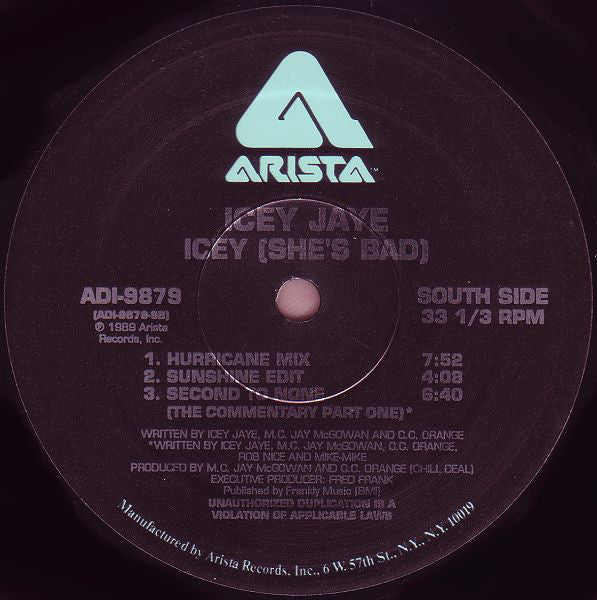 ARISTA™
ICEY JAYE
ICEY (SHE'S BAD)
ADI-9879
(ADI-9879-SB)
℗ 1989 Arista
Records, Inc.
SOUTH SIDE
33 1/3 RPM
1. HURRICANE MIX 7:52
2. SUNSHINE EDIT 4:08
3. SECOND TO NONE 6:40
(THE COMMENTARY PART ONE)*
WRITTEN BY ICEY JAYE, M.C. JAY McGOWAN AND C.C. ORANGE
*WRITTEN BY ICEY JAYE, M.C. JAY McGOWAN, C.C. ORANGE,
ROB NICE AND MIKE-MIKE
PRODUCED BY M.C. JAY McGOWAN AND C.C. ORANGE (CHILL DEAL)
EXECUTIVE PRODUCER: FRED FRANK
Published by Frankly Music (BMI)
UNAUTHORIZED DUPLICATION IS A
VIOLATION OF APPLICABLE LAWS
Manufactured by Arista Records, Inc., 6 W. 57th St., N.Y., N.Y. 10019